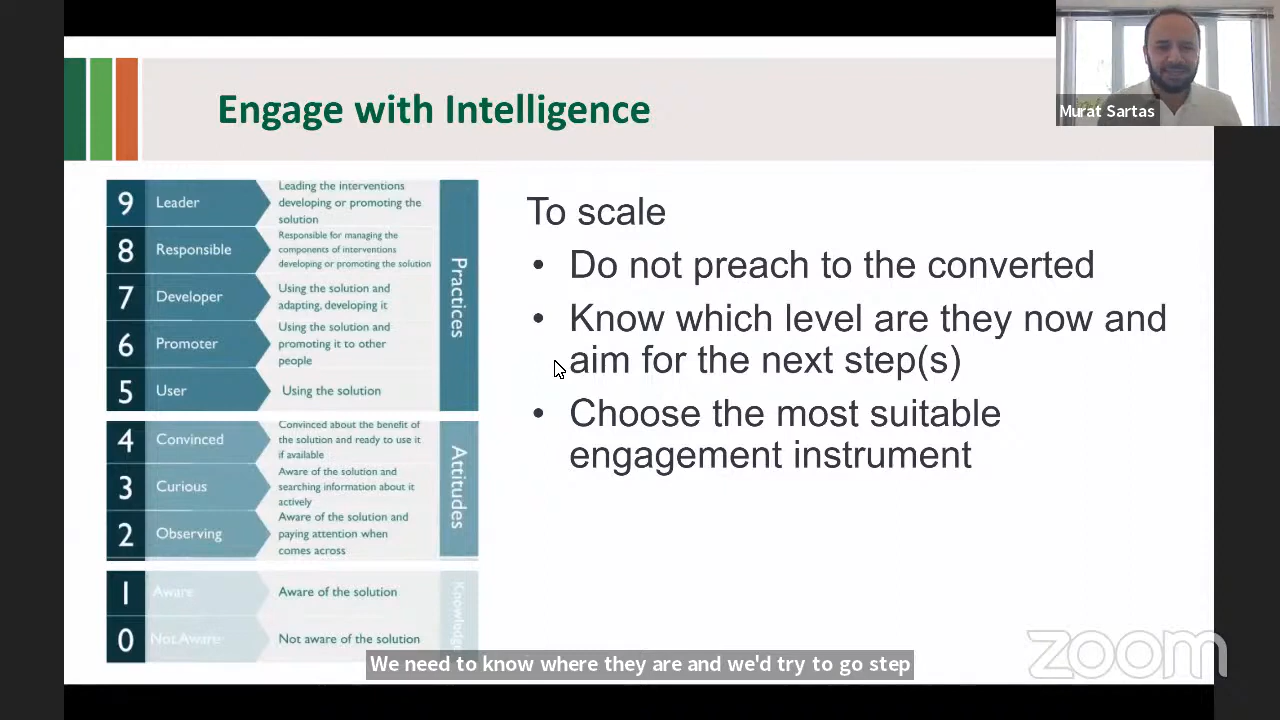 Engage with Intelligence
Murat Sartas
9 Leader
Leading the interventions
developing or promoting the
solution
8 Responsible
Responsible for managing the
components of interventions
developing or promoting the solution
7 Developer
Using the solution and
adapting, developing it
6 Promoter
Using the solution and
promoting it to other
people
5 User
Using the solution
Practices
4 Convinced
Convinced about the benefit of
the solution and ready to use it
if available
3 Curious
Aware of the solution and
searching information about it
actively
2 Observing
Aware of the solution and
paying attention when
comes across
Attitudes
1 Aware
Aware of the solution
0 Not Aware
Not aware of the solution
Knowledge
To scale
• Do not preach to the converted
• Know which level are they now and
aim for the next step(s)
• Choose the most suitable
engagement instrument
We need to know where they are and we'd try to go step
zoom